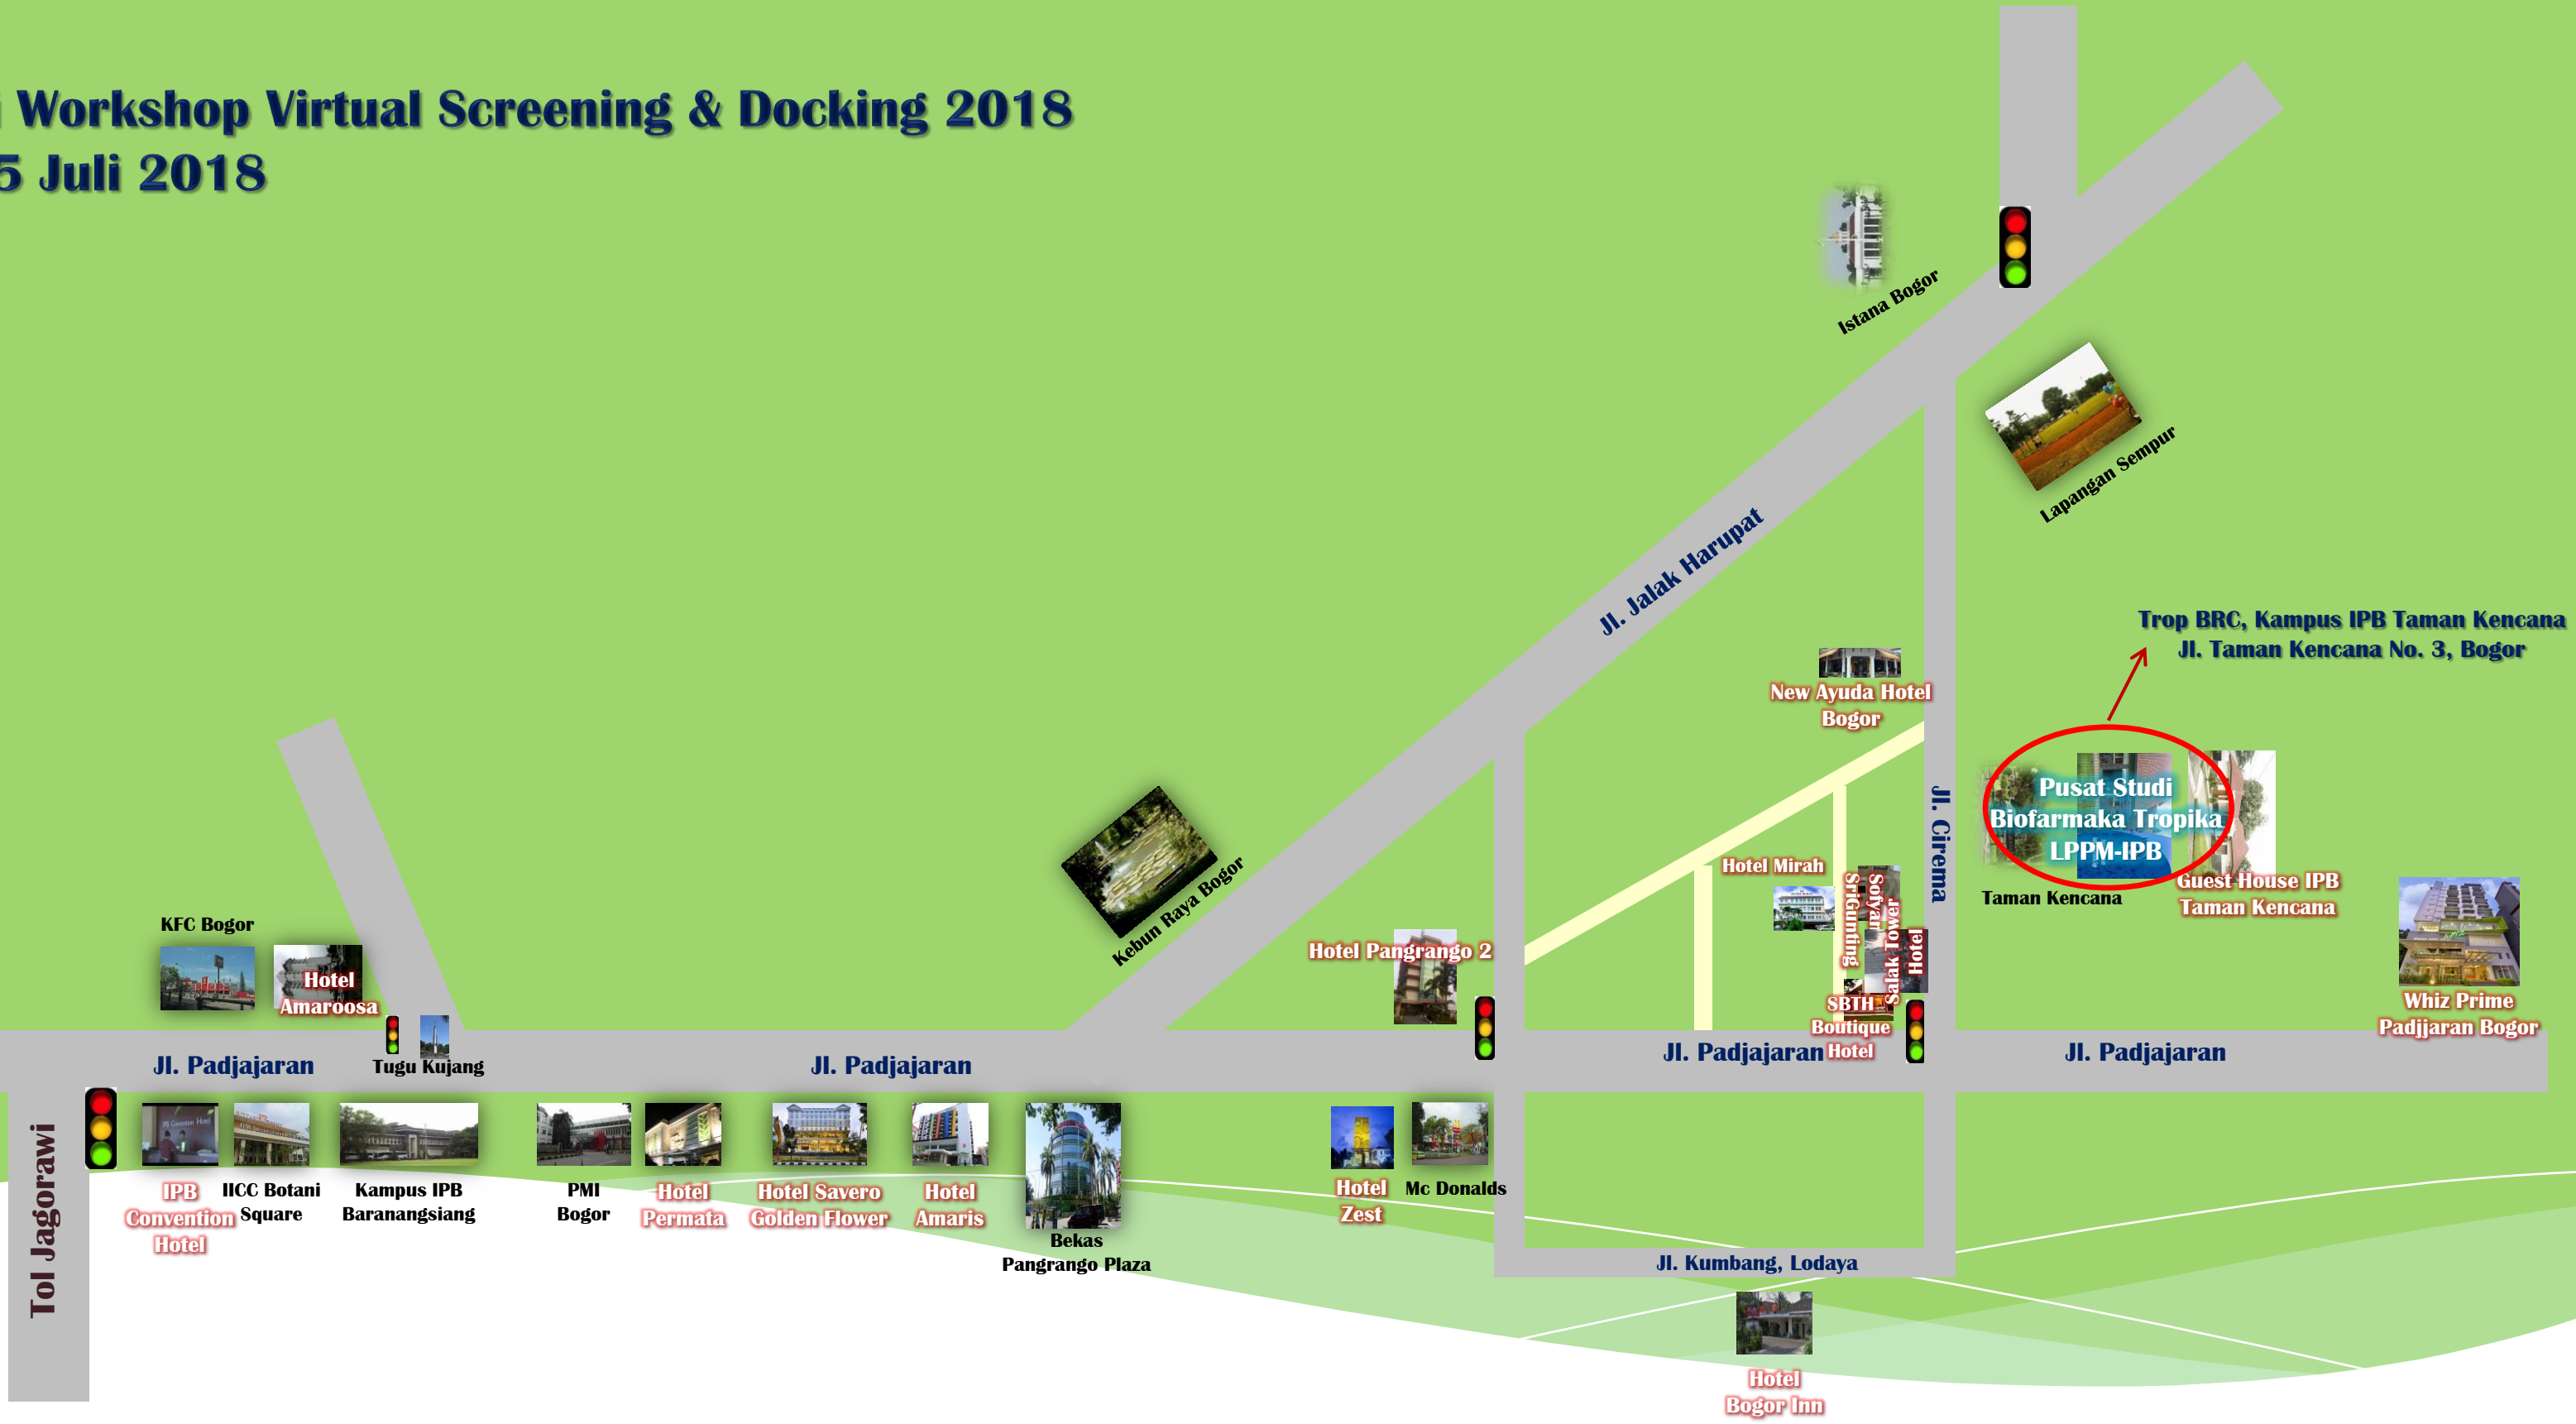 Workshop Virtual Screening & Docking 2018
5 Juli 2018
Istana Bogor
Lapangan Sempur
Jl. Jalak Harupat
Trop BRC, Kampus IPB Taman Kencana
Jl. Taman Kencana No. 3, Bogor
New Ayuda Hotel
Bogor
Jl. Cirema
Pusat Studi
Biofarmaka Tropika
LPPM-IPB
Taman Kencana
Guest House IPB
Taman Kencana
Hotel Mirah
SriGunting
Sofyan
Salak Tower
Hotel
SBTH
Boutique
Hotel
Whiz Prime
Padjjaran Bogor
Kebun Raya Bogor
Hotel Pangrango 2
KFC Bogor
Hotel
Amaroosa
Tugu Kujang
Jl. Padjajaran
Jl. Padjajaran
Jl. Padjajaran
Jl. Padjajaran
Tol Jagorawi
IPB
Convention
Hotel
IICC Botani
Square
Kampus IPB
Baranangsiang
PMI
Bogor
Hotel
Permata
Hotel Savero
Golden Flower
Hotel
Amaris
Bekas
Pangrango Plaza
Hotel
Zest
Mc Donalds
Jl. Kumbang, Lodaya
Hotel
Bogor Inn